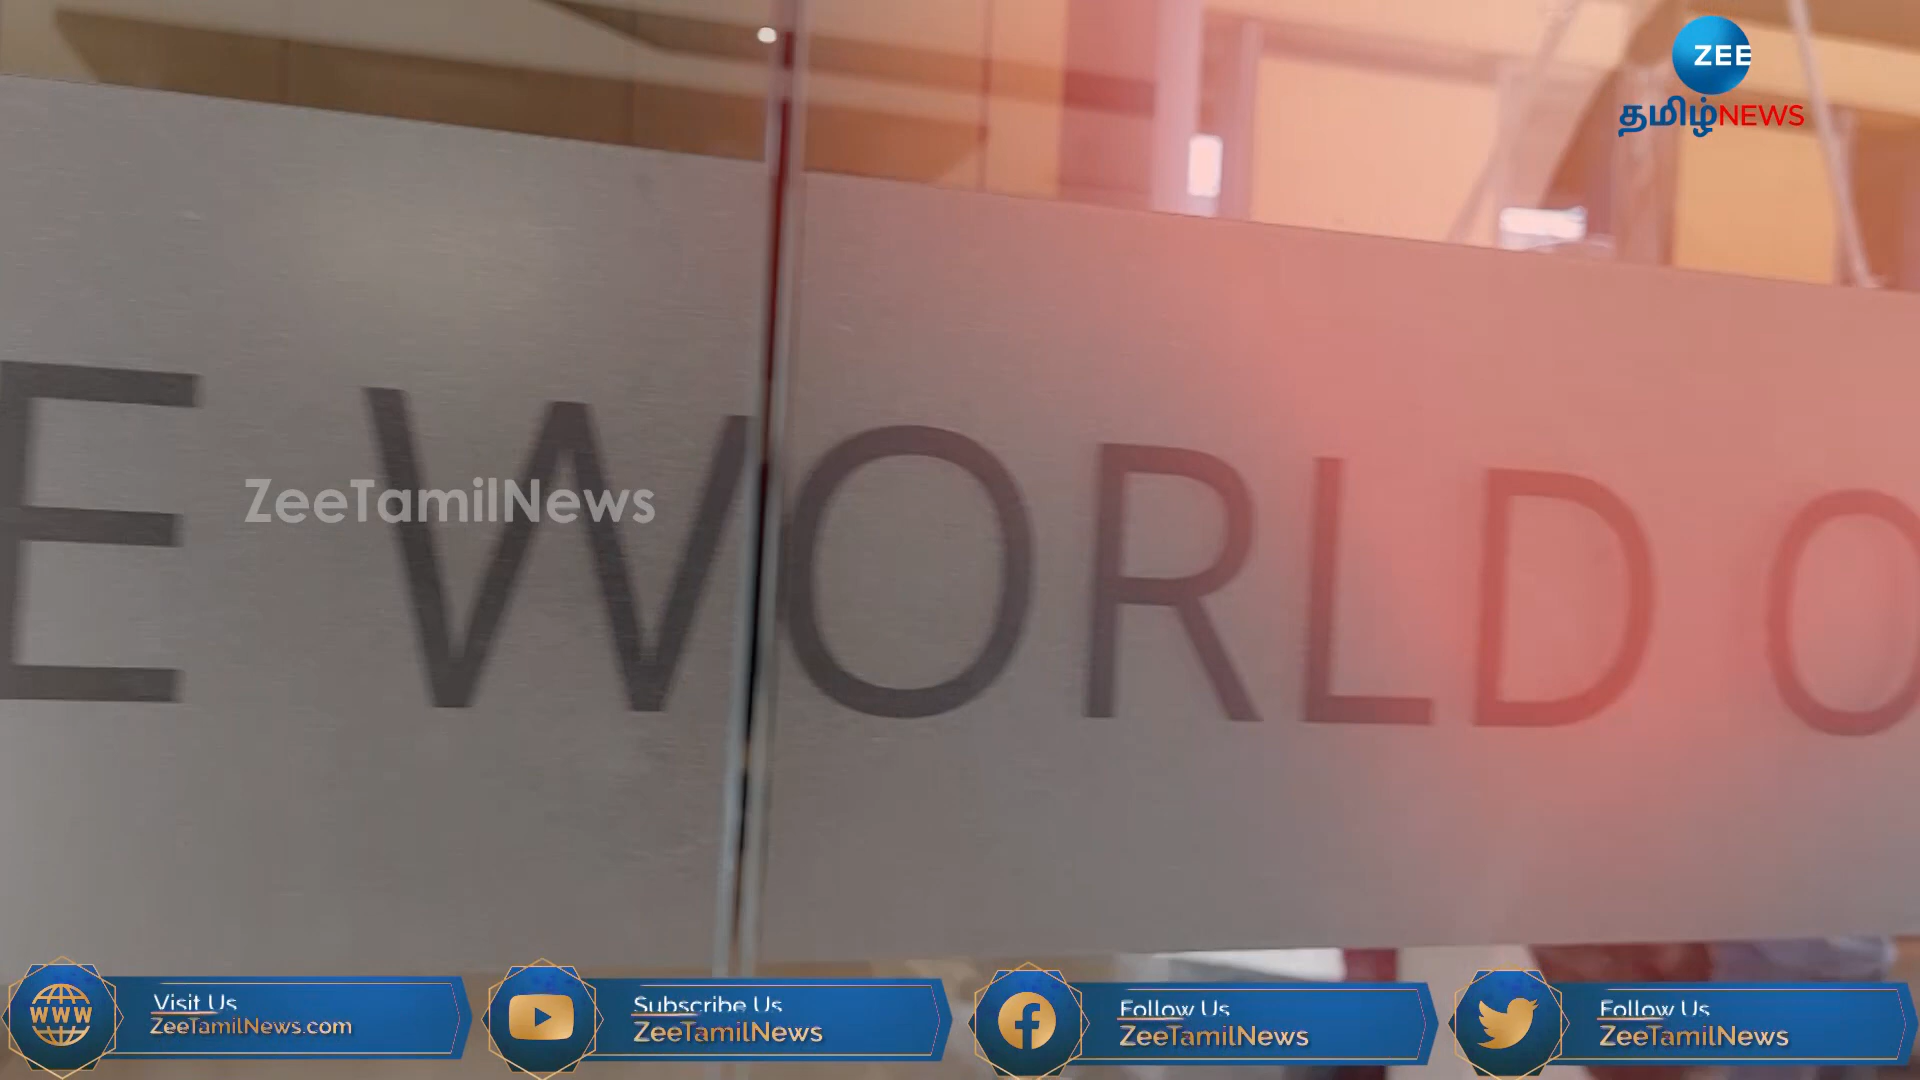 ZEE
தமிழ்NEWS
E WORLD O
ZeeTamilNews
Visit Us
ZeeTamilNews.com
Subscribe Us
ZeeTamilNews
Follow Us
ZeeTamilNews
Follow Us
ZeeTamilNews